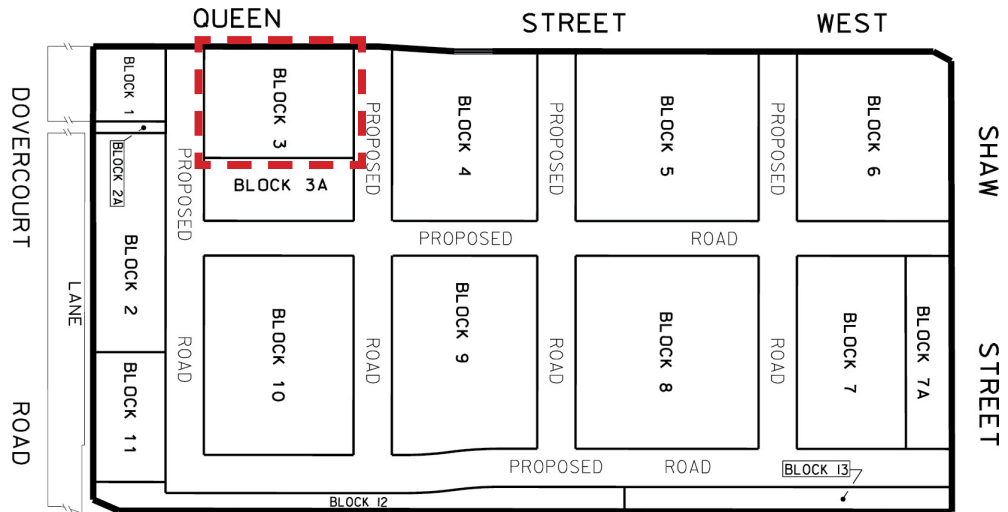 QUEEN STREET WEST
DOVERCOURT ROAD
SHAW STREET
LANE
BLOCK 1
BLOCK 2A
BLOCK 2
BLOCK 11
BLOCK 3
BLOCK 3A
BLOCK 4
BLOCK 5
BLOCK 6
PROPOSED
PROPOSED
PROPOSED
PROPOSED
PROPOSED ROAD
BLOCK 10
BLOCK 9
BLOCK 8
BLOCK 7
BLOCK 7A
ROAD
ROAD
ROAD
ROAD
PROPOSED ROAD
BLOCK 13
BLOCK 12